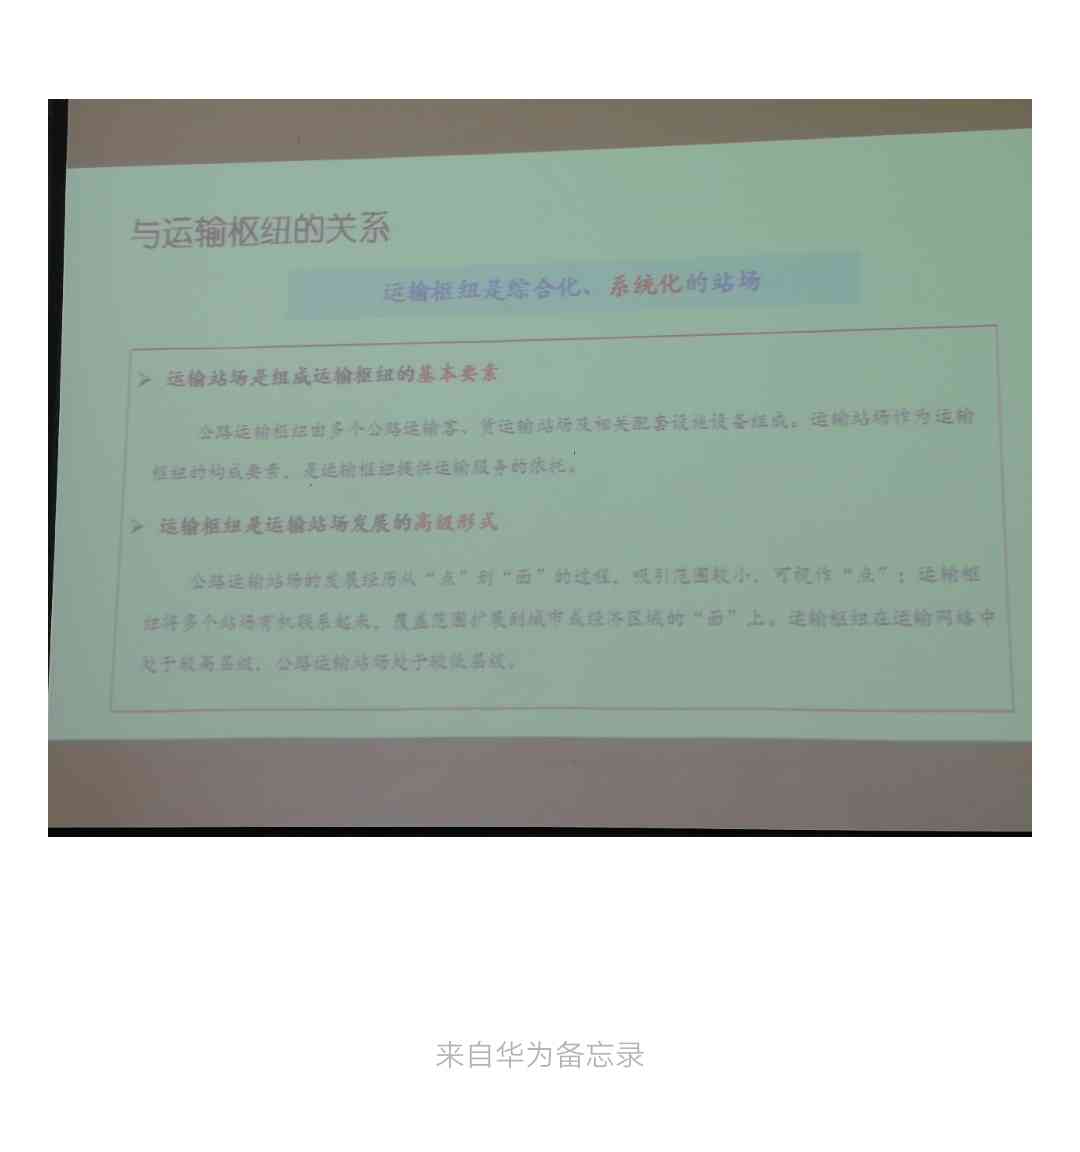 与运输枢纽的关系
运输枢纽是综合化、系统化的站场
➢ 运输站场是组成运输枢纽的基本要素
公路运输枢纽由多个公路运输客、货运输站场及相关配套设施设备组成。运输站场作为运输
枢纽的构成要素，是运输枢纽提供运输服务的依托。
➢ 运输枢纽是运输站场发展的高级形式
公路运输站场的发展经历从“点”到“面”的过程，吸引范围较小，可视作“点”；运输枢
纽将多个站场有机联系起来，覆盖范围扩展到城市或经济区域的“面”上。运输枢纽在运输网络中
处于较高层级，公路运输站场处于较低层级。
来自华为备忘录